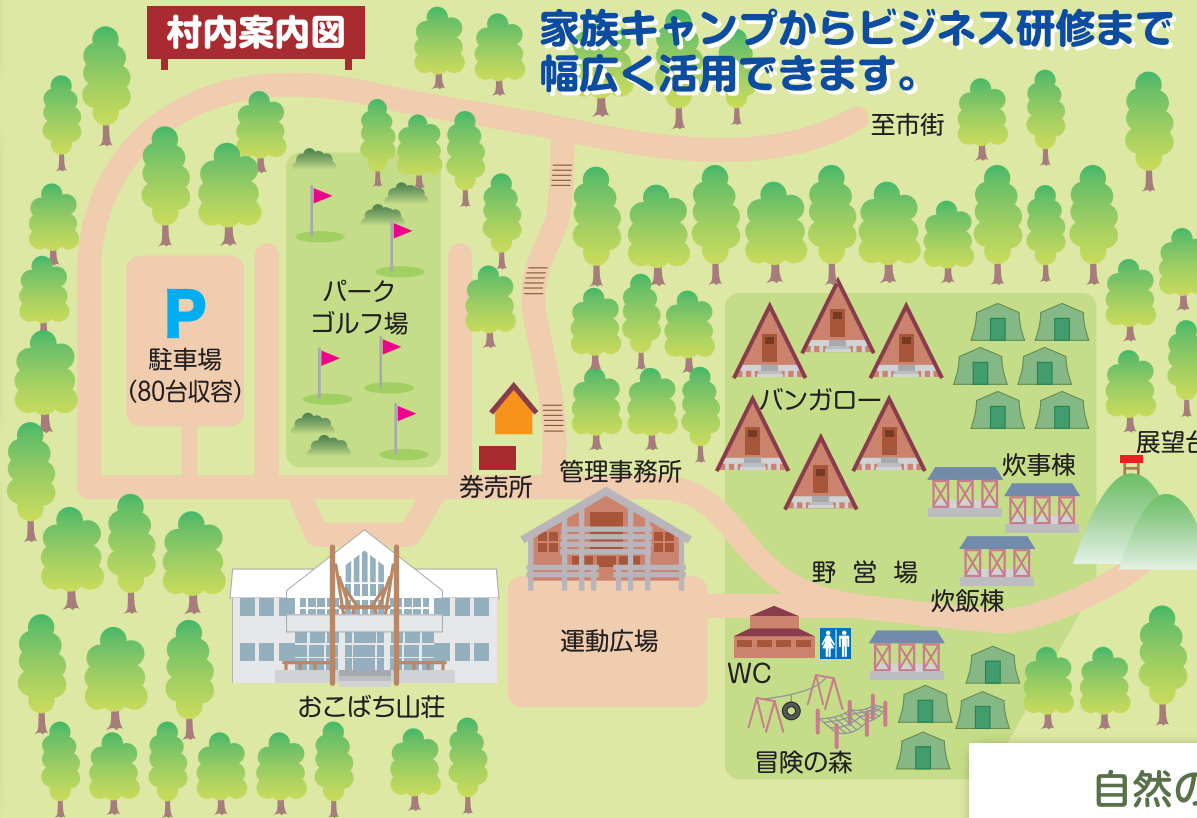 村内案内図
家族キャンプからビジネス研修まで
幅広く活用できます。
至市街
P
駐車場
(80台収容)
パーク
ゴルフ場
バンガロー
展望台
炊事棟
管理事務所
券売所
野営場
炊飯棟
運動広場
WC
おこばち山荘
冒険の森
自然の